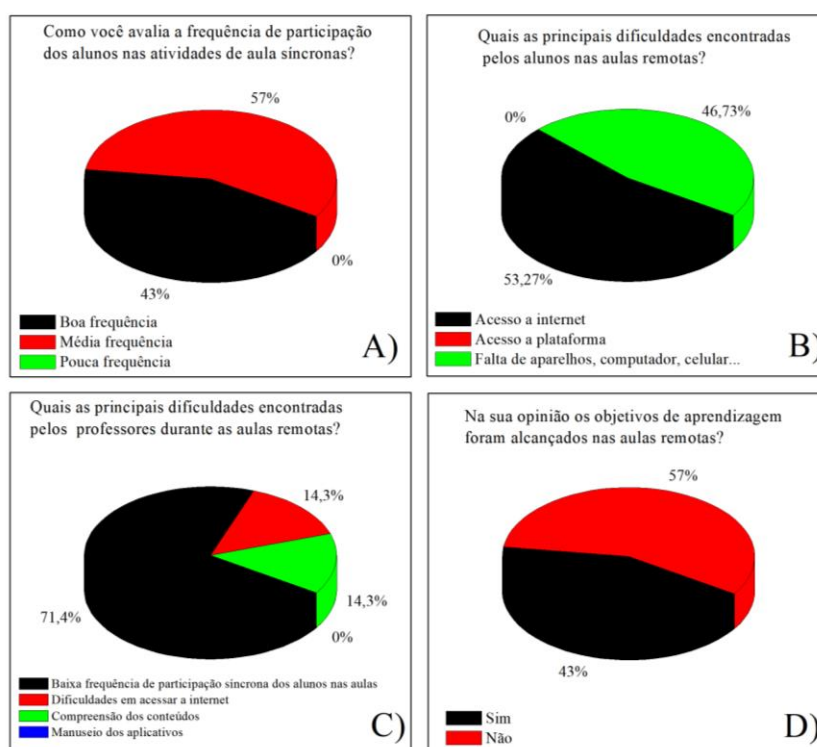 Como você avalia a frequência de participação
dos alunos nas atividades de aula síncronas?
57%
0%
43%
Boa frequência
Média frequência
Pouca frequência
A)
Quais as principais dificuldades encontradas
pelos alunos nas aulas remotas?
46,73%
0%
53,27%
Acesso a internet
Acesso a plataforma
Falta de aparelhos, computador, celular...
B)
Quais as principais dificuldades encontradas
pelos professores durante as aulas remotas?
14,3%
14,3%
71,4%
0%
Baixa frequência de participação síncrona dos alunos nas aulas
Dificuldades em acessar a internet
Compreensão dos conteúdos
Manuseio dos aplicativos
C)
Na sua opinião os objetivos de aprendizagem
foram alcançados nas aulas remotas?
57%
43%
Sim
Não
D)